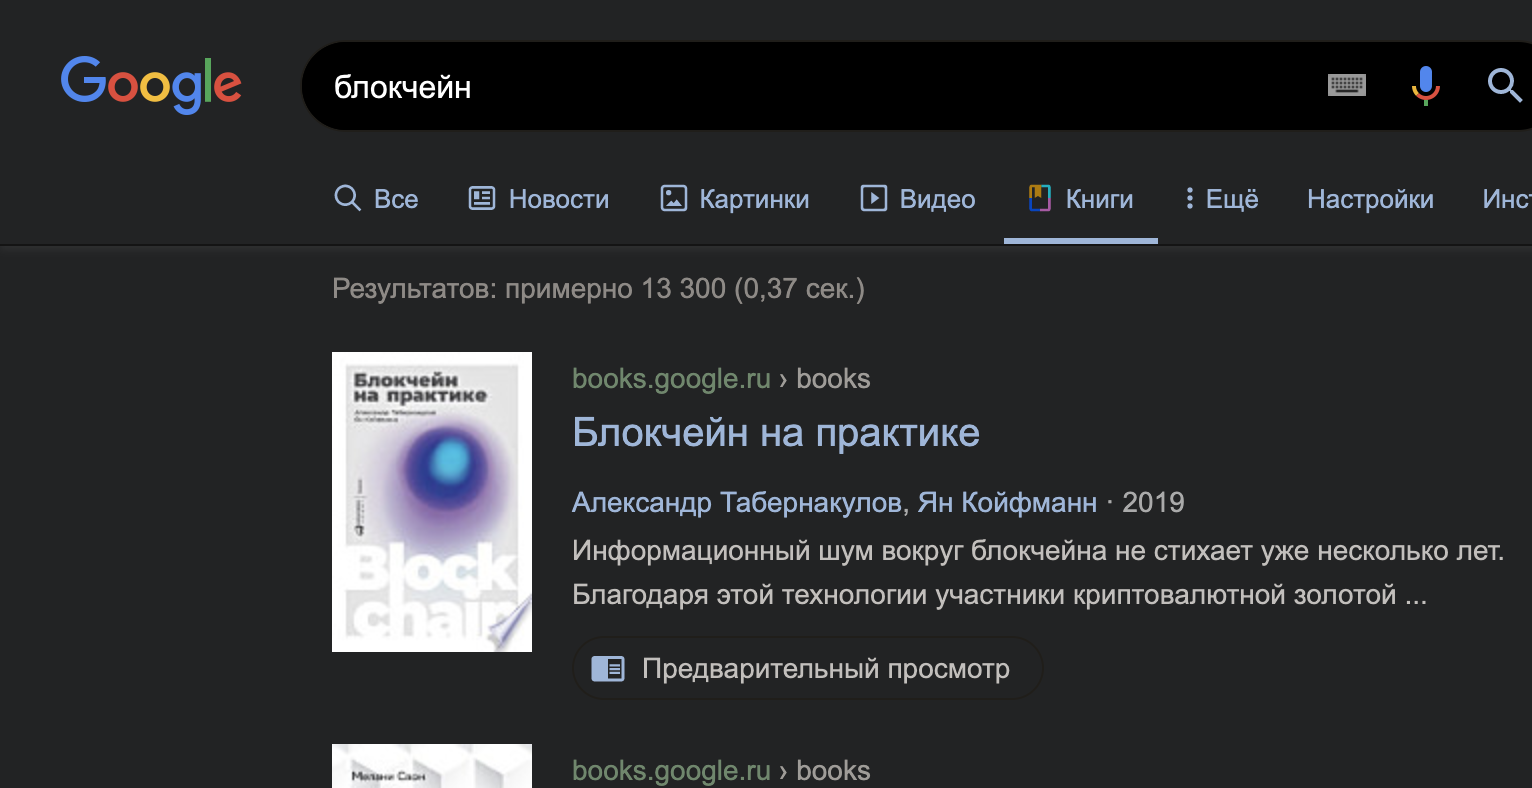 Google
блокчейн
Все Новости Картинки Видео Книги Ещё Настройки
Результатов: примерно 13 300 (0,37 сек.)
Блокчейн
на практике
Александр Табернакулов
Ян Койфманн
Block
chain
books.google.ru › books
Блокчейн на практике
Александр Табернакулов, Ян Койфманн · 2019
Информационный шум вокруг блокчейна не стихает уже несколько лет.
Благодаря этой технологии участники криптовалютной золотой ...
Предварительный просмотр
Мелани Свон
books.google.ru › books